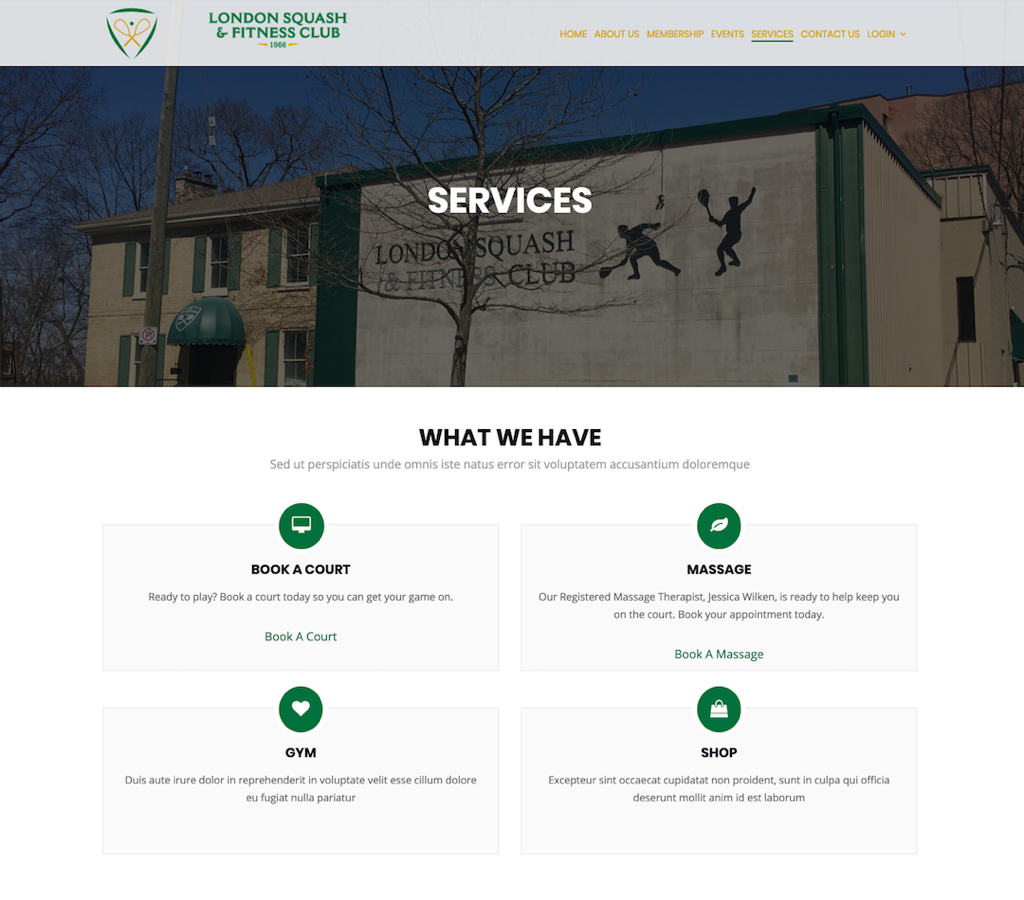 LONDON SQUASH
& FITNESS CLUB
1966
HOME ABOUT US MEMBERSHIP EVENTS SERVICES CONTACT US LOGIN
SERVICES
LONDON SQUASH
& FITNESS CLUB
WHAT WE HAVE
Sed ut perspiciatis unde omnis iste natus error sit voluptatem accusantium doloremque
BOOK A COURT
Ready to play? Book a court today so you can get your game on.
Book A Court
MASSAGE
Our Registered Massage Therapist, Jessica Wilken, is ready to help keep you
on the court. Book your appointment today.
Book A Massage
GYM
Duis aute irure dolor in reprehenderit in voluptate velit esse cillum dolore
eu fugiat nulla pariatur
SHOP
Excepteur sint occaecat cupidatat non proident, sunt in culpa qui officia
deserunt mollit anim id est laborum